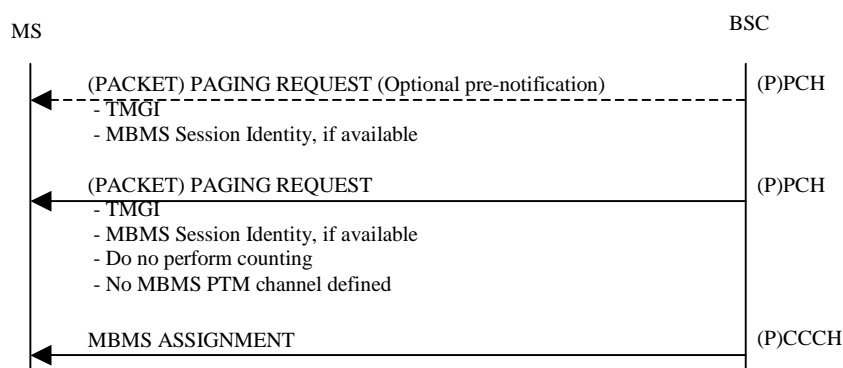 MS
BSC
(PACKET) PAGING REQUEST (Optional pre-notification)
(P)PCH
- TMGI
- MBMS Session Identity, if available
(PACKET) PAGING REQUEST
(P)PCH
- TMGI
- MBMS Session Identity, if available
- Do no perform counting
- No MBMS PTM channel defined
MBMS ASSIGNMENT
(P)CCCH